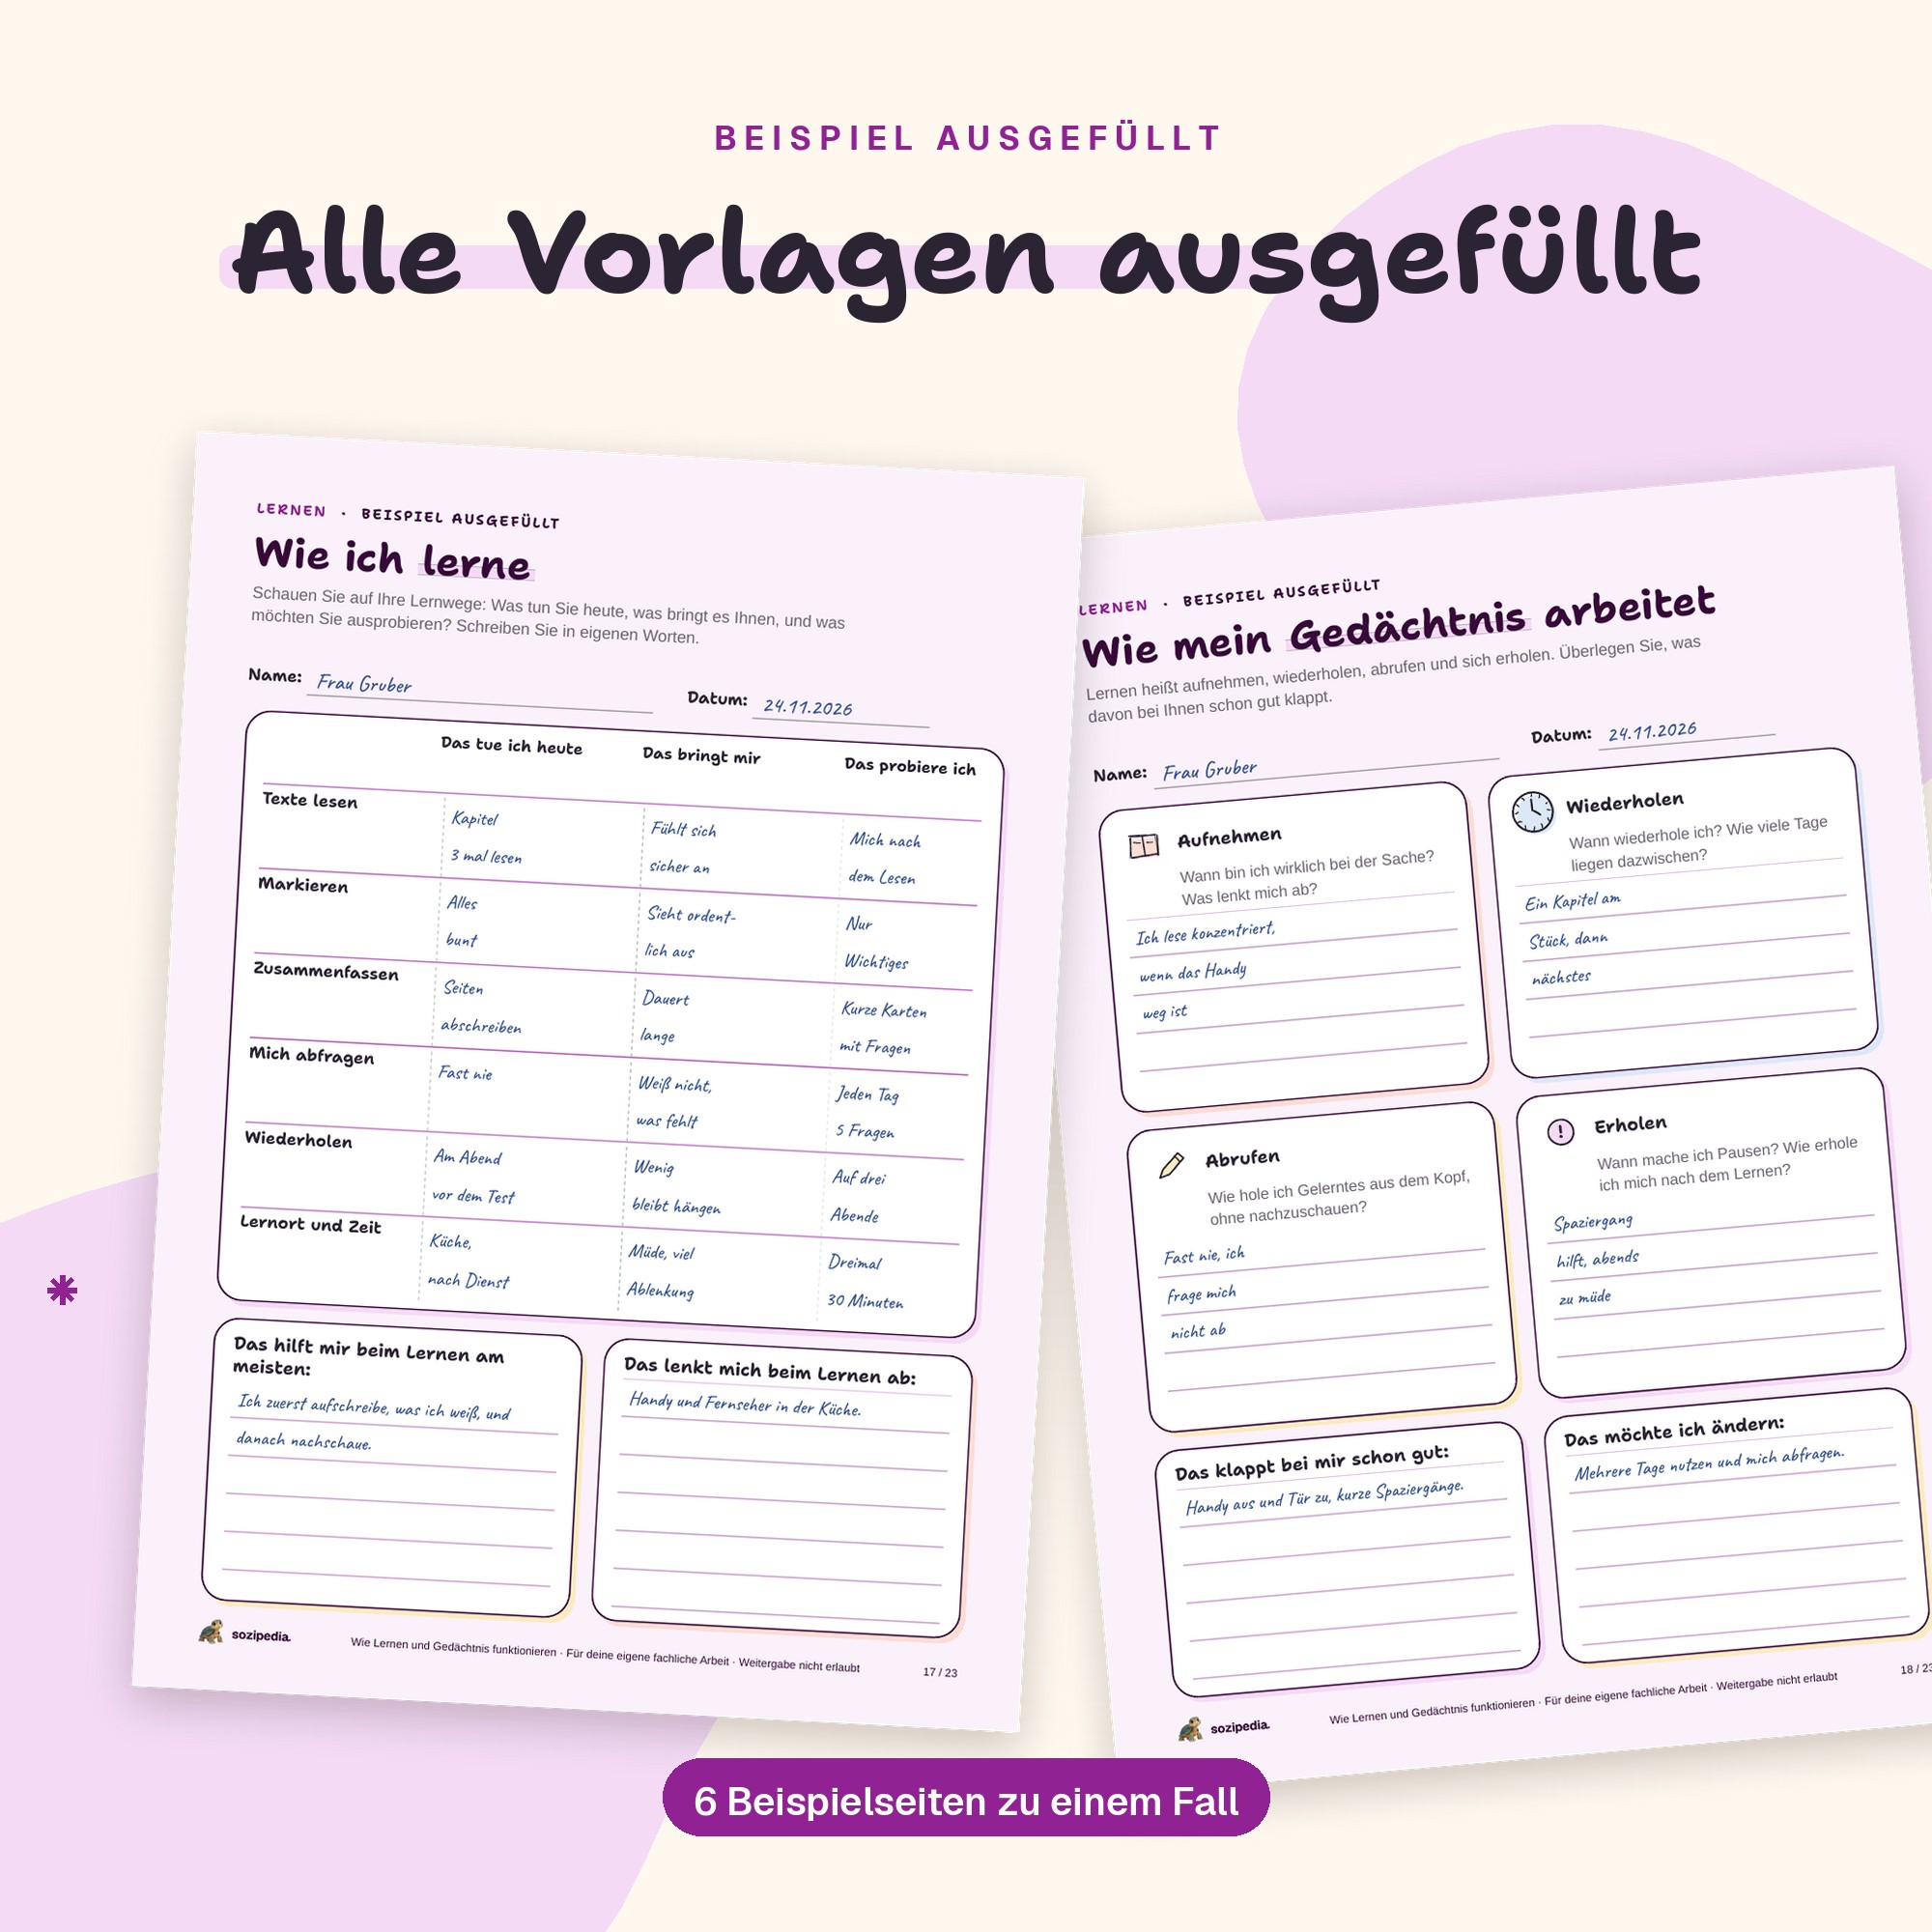 BEISPIEL AUSGEFÜLLT
Alle Vorlagen ausgefüllt
LERNEN · BEISPIEL AUSGEFÜLLT
Wie ich lerne
Schauen Sie auf Ihre Lernwege: Was tun Sie heute, was bringt es Ihnen, und was
möchten Sie ausprobieren? Schreiben Sie in eigenen Worten.
Name: Frau Gruber Datum: 24.11.2026
Das tue ich heute Das bringt mir Das probiere ich
Texte lesen
Kapitel
3 mal lesen
Fühlt sich
sicher an
Mich nach
dem Lesen
Markieren
Alles
bunt
Sieht ordent-
lich aus
Nur
Wichtiges
Zusammenfassen
Seiten
abschreiben
Dauert
lange
Kurze Karten
mit Fragen
Mich abfragen
Fast nie
Weiß nicht,
was fehlt
Jeden Tag
5 Fragen
Wiederholen
Am Abend
vor dem Test
Wenig
bleibt hängen
Auf drei
Abende
Lernort und Zeit
Küche,
nach Dienst
Müde, viel
Ablenkung
Dreimal
30 Minuten
Das hilft mir beim Lernen am
meisten:
Ich zuerst aufschreibe, was ich weiß, und
danach nachschaue.
Das lenkt mich beim Lernen ab:
Handy und Fernseher in der Küche.
sozipedia.
Wie Lernen und Gedächtnis funktionieren · Für deine eigene fachliche Arbeit · Weitergabe nicht erlaubt
17 / 23
LERNEN · BEISPIEL AUSGEFÜLLT
Wie mein Gedächtnis arbeitet
Lernen heißt aufnehmen, wiederholen, abrufen und sich erholen. Überlegen Sie, was
davon bei Ihnen schon gut klappt.
Name: Frau Gruber Datum: 24.11.2026
Aufnehmen
Wann bin ich wirklich bei der Sache?
Was lenkt mich ab?
Ich lese konzentriert,
wenn das Handy
weg ist
Wiederholen
Wann wiederhole ich? Wie viele Tage
liegen dazwischen?
Ein Kapitel am
Stück, dann
nächstes
Abrufen
Wie hole ich Gelerntes aus dem Kopf,
ohne nachzuschauen?
Fast nie, ich
frage mich
nicht ab
Erholen
Wann mache ich Pausen? Wie erhole
ich mich nach dem Lernen?
Spaziergang
hilft, abends
zu müde
Das klappt bei mir schon gut:
Handy aus und Tür zu, kurze Spaziergänge.
Das möchte ich ändern:
Mehrere Tage nutzen und mich abfragen.
sozipedia.
Wie Lernen und Gedächtnis funktionieren · Für deine eigene fachliche Arbeit · Weitergabe nicht erlaubt
18 / 23
6 Beispielseiten zu einem Fall